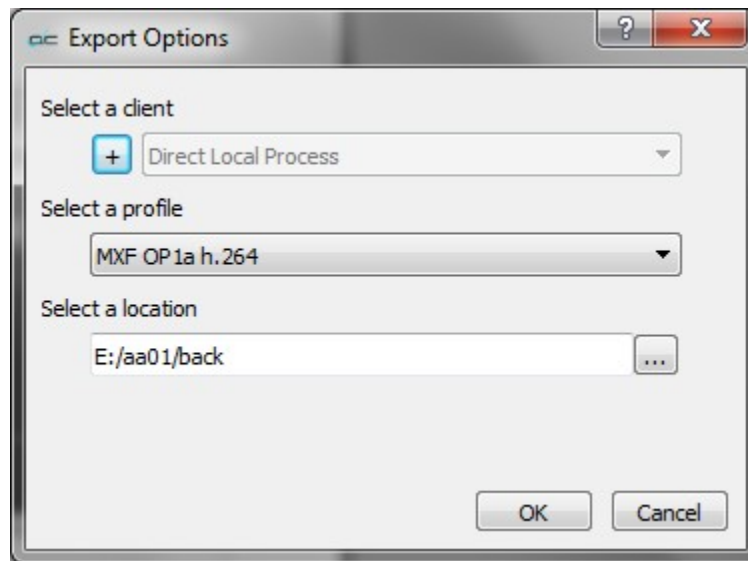 Export Options
?
Select a client
+
Direct Local Process
Select a profile
MXF OP1a h.264
Select a location
E:/aa01/back
...
OK
Cancel